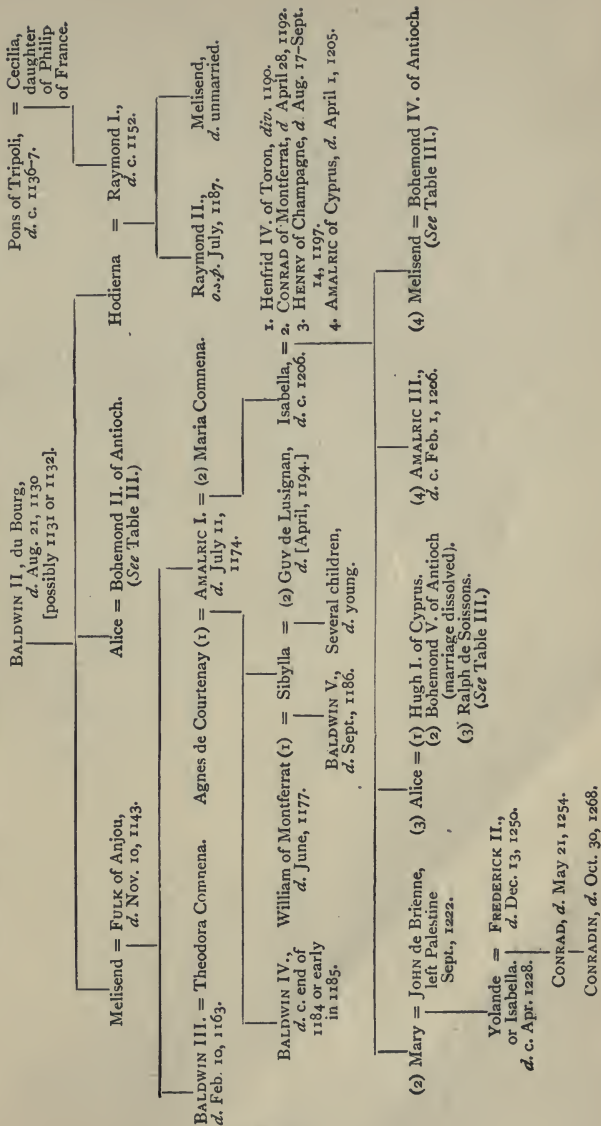 BALDWIN II, du Bourg,
d. Aug. 21, 1130
[possibly 1131 or 1132].
Pons of Tripoli,
d. c. 1136-7.
= Cecilia,
daughter
of Philip
of France.
Melisend = FULK of Anjou,
d. Nov. 10, 1143.
Alice = Bohemond II. of Antioch.
(See Table III.)
Hodierna = Raymond I.,
d. c. 1152.
BALDWIN III. = Theodora Comnena.
d. Feb. 10, 1163.
Agnes de Courtenay (1) = AMALRIC I. = (2) Maria Comnena.
d. July 11,
1174.
Raymond II.,
o.s.p. July, 1187.
Melisend,
d. unmarried.
BALDWIN IV.,
d. c. end of
1184 or early
in 1185.
William of Montferrat (1) = Sibylla = (2) GUY de Lusignan,
d. June, 1177.
d. [April, 1194.]
Isabella, =
d. c. 1206.
1. Henfrid IV. of Toron, div. 1190.
2. CONRAD of Montferrat, d April 28, 1192.
3. HENRY of Champagne, d. Aug. 17-Sept.
14, 1197.
4. AMALRIC of Cyprus, d. April 1, 1205.
BALDWIN V.,
d. Sept., 1186.
Several children,
d. young.
(2) Mary = JOHN de Brienne,
left Palestine
Sept., 1222.
(3) Alice = (1) Hugh I. of Cyprus.
(2) Bohemond V. of Antioch
(marriage dissolved).
(3) Ralph de Soissons.
(See Table III.)
(4) AMALRIC III.,
d. c. Feb. 1, 1206.
(4) Melisend = Bohemond IV. of Antioch.
(See Table III.)
Yolande = FREDERICK II.,
or Isabella. d. Dec. 13, 1250.
d. c. Apr. 1228.
CONRAD, d. May 21, 1254.
CONRADIN, d. Oct. 30, 1268.